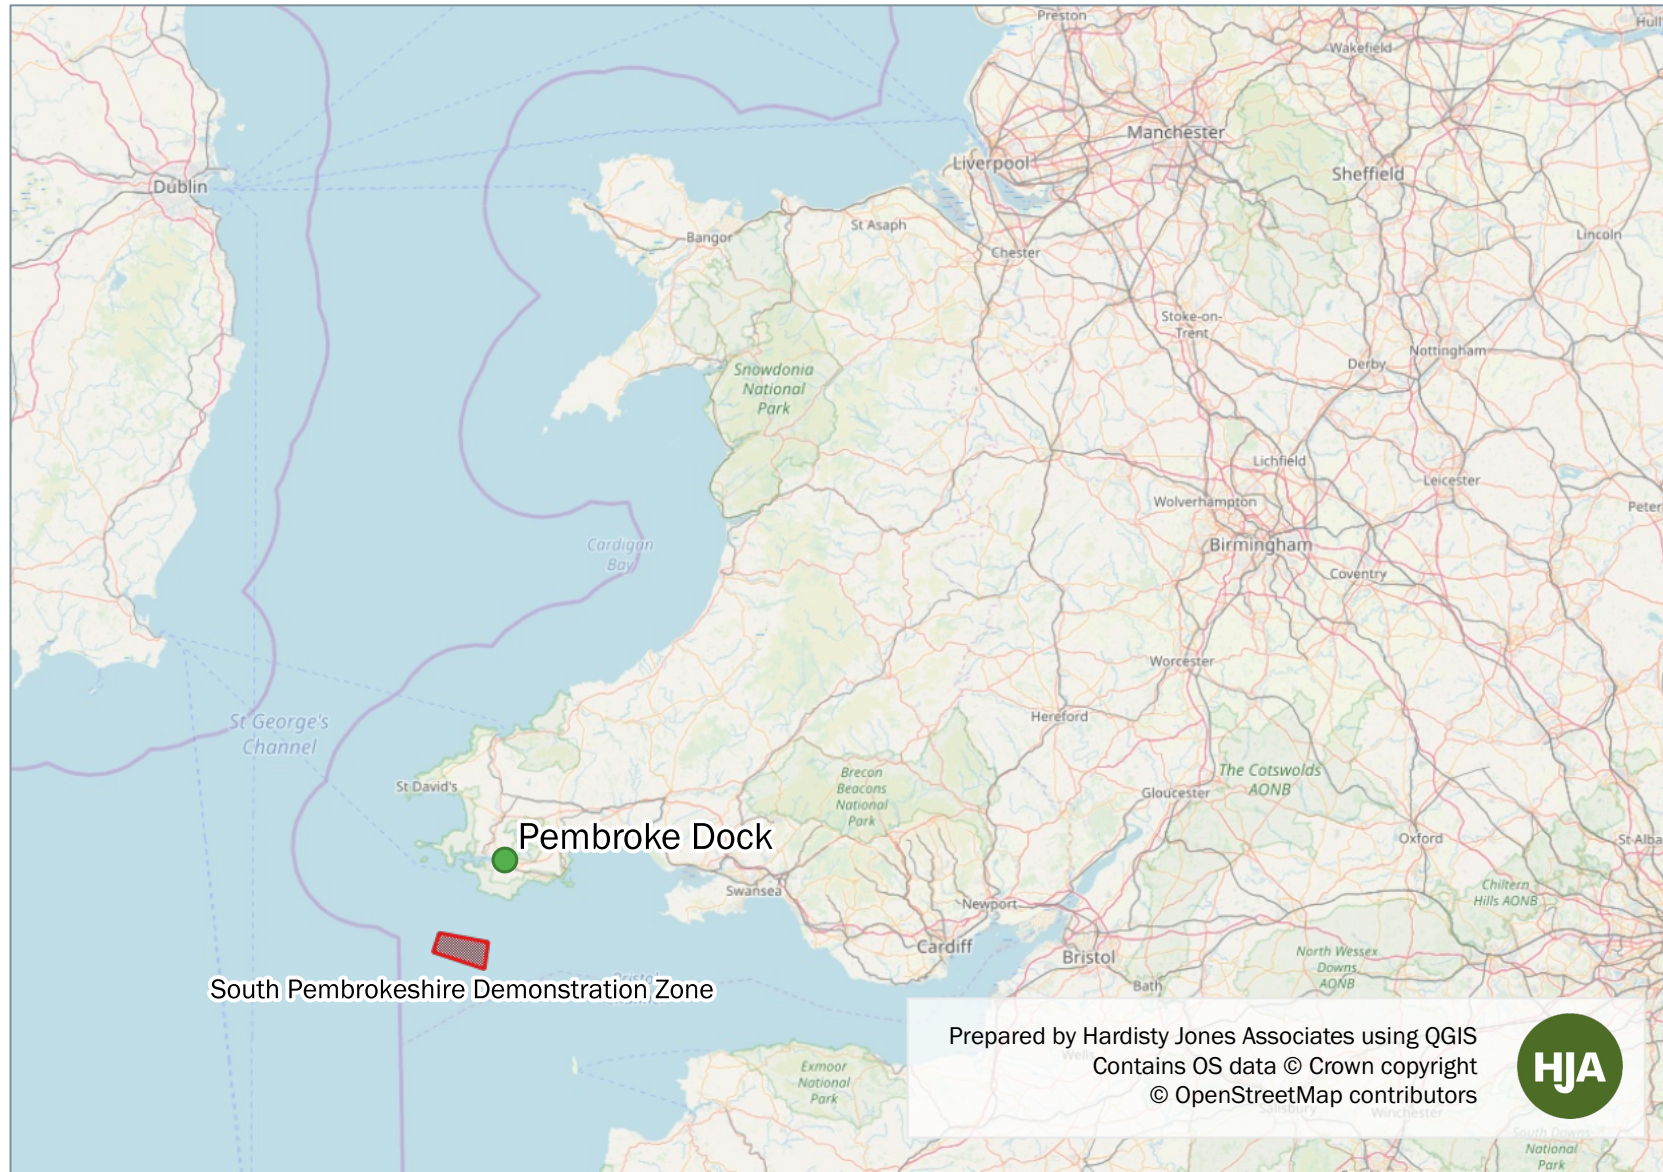 Preston
Hull
Wakefield
Manchester
Liverpool
Sheffield
Dublin
St Asaph
Bangor
Lincoln
Chester
Stoke-on-
Trent
Nottingham
Derby
Snowdonia
National
Park
Lichfield
Leicester
Wolverhampton
Peter
Birmingham
Cardigan
Bay
Coventry
Worcester
Hereford
St George's
Channel
The Cotswolds
AONB
Brecon
Beacons
National
Park
St David's
Gloucester
Pembroke Dock
Oxford
St Alba
Swansea
Chiltern
Hills AONB
Newport
Cardiff
Bristol
North Wessex
Downs
AONB
South Pembrokeshire Demonstration Zone
Bristol
Bath
Prepared by Hardisty Jones Associates using QGIS
Contains OS data © Crown copyright
© OpenStreetMap contributors
HJA
Wells
Exmoor
National
Park
Salisbury
Winchester
South Downs
National
Park